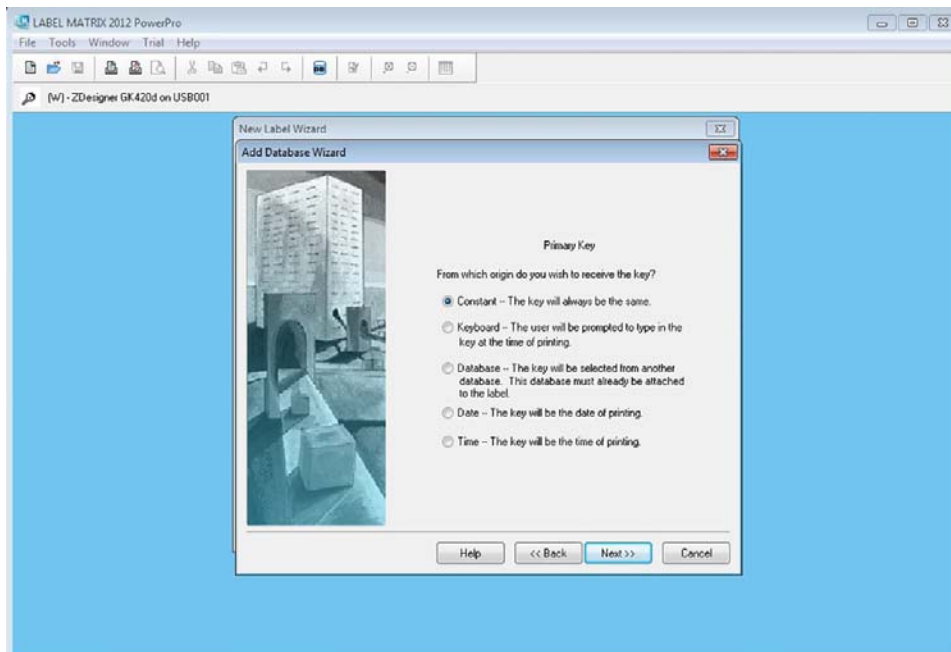 LABEL MATRIX 2012 PowerPro
File Tools Window Trial Help
(W) - ZDesigner GK420d on USB001
New Label Wizard
Add Database Wizard
Primary Key
From which origin do you wish to receive the key?
Constant -- The key will always be the same.
Keyboard -- The user will be prompted to type in the
key at the time of printing.
Database -- The key will be selected from another
database. This database must already be attached
to the label.
Date -- The key will be the date of printing.
Time -- The key will be the time of printing.
Help << Back Next >> Cancel